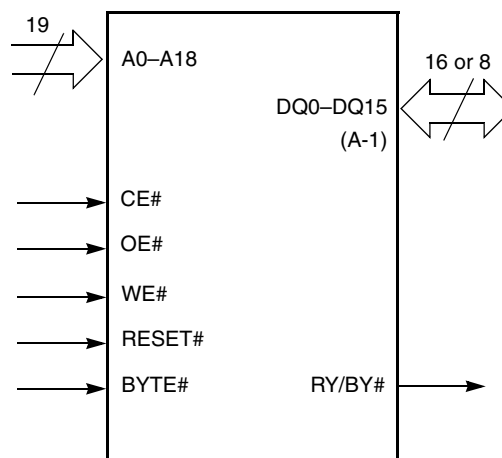 19
A0–A18
16 or 8
DQ0–DQ15
(A-1)
CE#
OE#
WE#
RESET#
BYTE#
RY/BY#